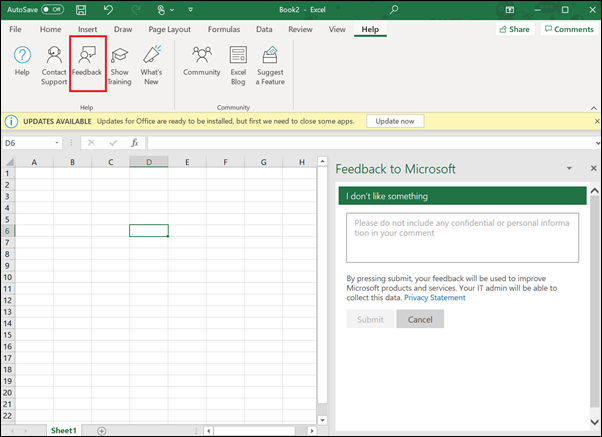 AutoSave Off Book2 - Excel
File Home Insert Draw Page Layout Formulas Data Review View Help Share Comments
Help Contact Support Feedback Show Training What's New Community Excel Blog Suggest a Feature
Help Community
UPDATES AVAILABLE Updates for Office are ready to be installed, but first we need to close some apps. Update now
D6 fx
A B C D E F G H
1
2
3
4
5
6
7
8
9
10
11
12
13
14
15
16
17
18
19
20
21
22
Feedback to Microsoft
I don't like something
Please do not include any confidential or personal informa
tion in your comment
By pressing submit, your feedback will be used to improve
Microsoft products and services. Your IT admin will be able to
collect this data. Privacy Statement
Submit Cancel
Sheet1